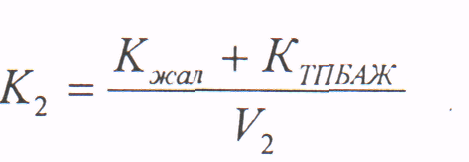 K₂ = (K_жал + K_ТПБАЖ) / V₂